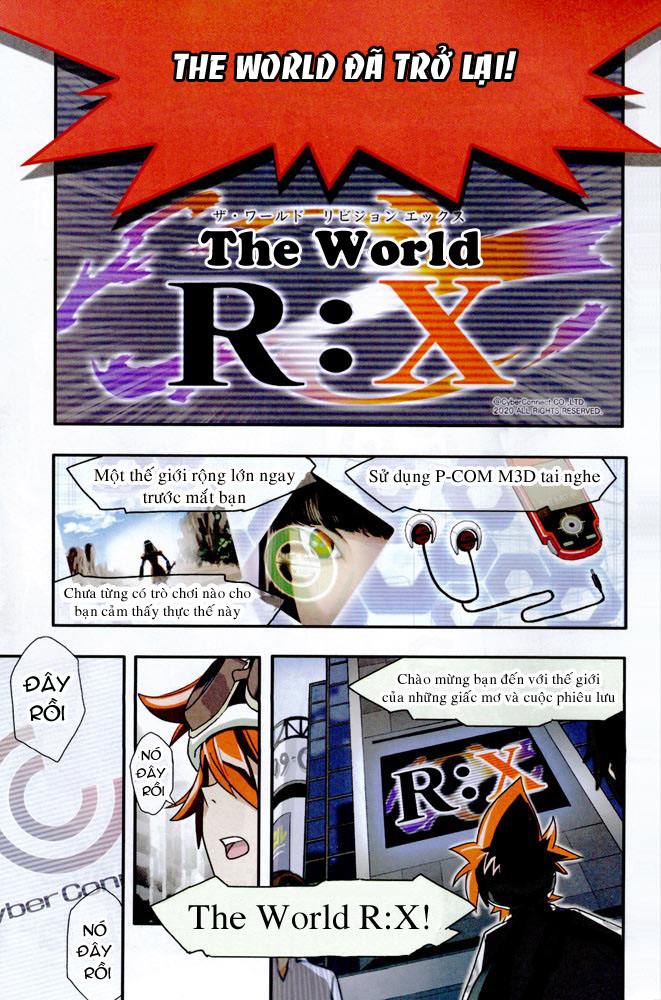 THE WORLD ĐÃ TRỞ LẠI!
ザ・ワールド リビジョン エックス
The World
R:X
©CyberConnect CO., LTD.
2020 ALL RIGHTS RESERVED.
Một thế giới rộng lớn ngay
trước mắt bạn
Sử dụng P-COM M3D tai nghe
Chưa từng có trò chơi nào cho
bạn cảm thấy thực thế này
ĐÂY
RỒI
NÓ
ĐÂY
RỒI
Chào mừng bạn đến với thế giới
của những giấc mơ và cuộc phiêu lưu
R:X
The World R:X!
NÓ
ĐÂY
RỒI